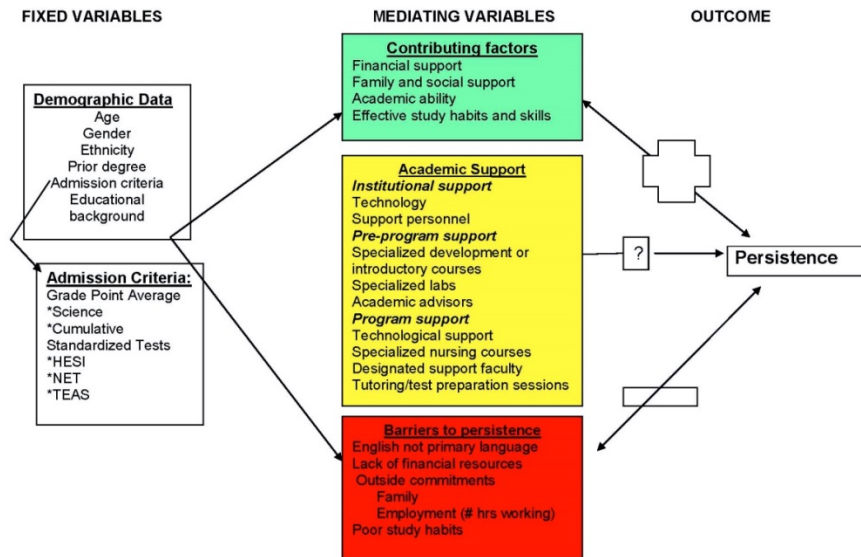 FIXED VARIABLES
MEDIATING VARIABLES
OUTCOME
Demographic Data
Age
Gender
Ethnicity
Prior degree
Admission criteria
Educational
background
Admission Criteria:
Grade Point Average
*Science
*Cumulative
Standardized Tests
*HESI
*NET
*TEAS
Contributing factors
Financial support
Family and social support
Academic ability
Effective study habits and skills
Academic Support
Institutional support
Technology
Support personnel
Pre-program support
Specialized development or
introductory courses
Specialized labs
Academic advisors
Program support
Technological support
Specialized nursing courses
Designated support faculty
Tutoring/test preparation sessions
Barriers to persistence
English not primary language
Lack of financial resources
Outside commitments
Family
Employment (# hrs working)
Poor study habits
?
Persistence